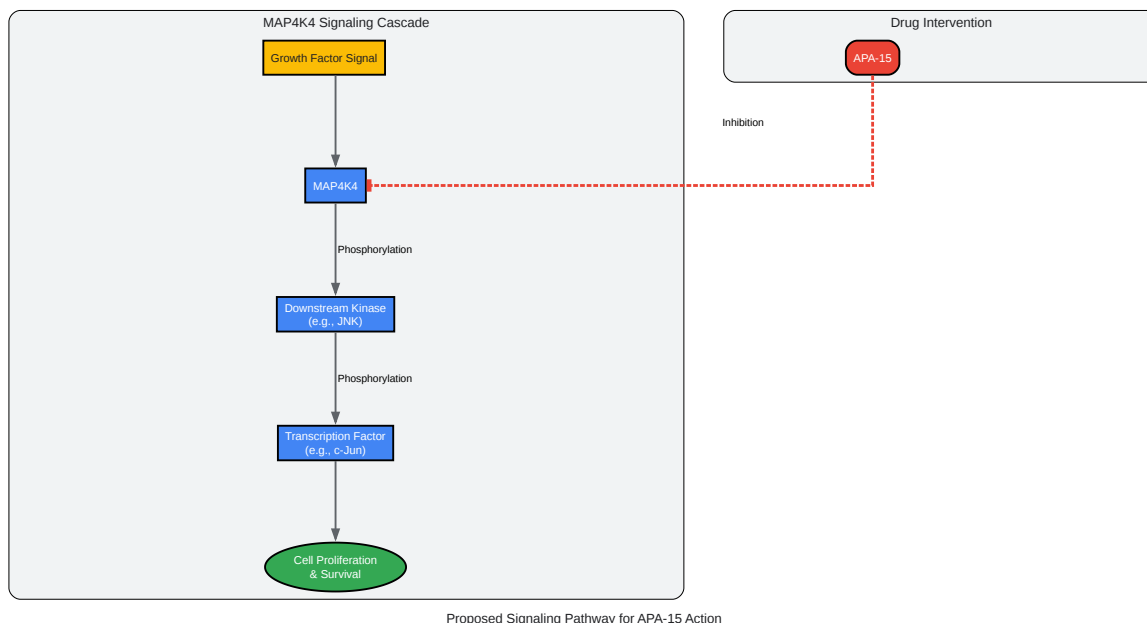 MAP4K4 Signaling Cascade
Drug Intervention
Growth Factor Signal
APA-15
Inhibition
MAP4K4
Phosphorylation
Downstream Kinase
(e.g., JNK)
Phosphorylation
Transcription Factor
(e.g., c-Jun)
Cell Proliferation
& Survival
Proposed Signaling Pathway for APA-15 Action